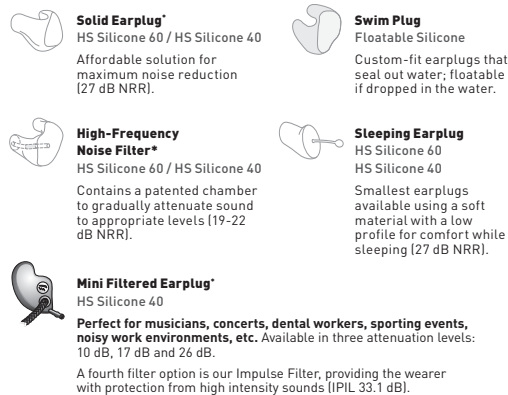 Solid Earplug*
HS Silicone 60 / HS Silicone 40
Affordable solution for
maximum noise reduction
(27 dB NRR).
Swim Plug
Floatable Silicone
Custom-fit earplugs that
seal out water; floatable
if dropped in the water.
High-Frequency
Noise Filter*
HS Silicone 60 / HS Silicone 40
Contains a patented chamber
to gradually attenuate sound
to appropriate levels (19-22
dB NRR).
Sleeping Earplug
HS Silicone 60
HS Silicone 40
Smallest earplugs
available using a soft
material with a low
profile for comfort while
sleeping (27 dB NRR).
Mini Filtered Earplug*
HS Silicone 40
Perfect for musicians, concerts, dental workers, sporting events,
noisy work environments, etc. Available in three attenuation levels:
10 dB, 17 dB and 26 dB.
A fourth filter option is our Impulse Filter, providing the wearer
with protection from high intensity sounds (IPIL 33.1 dB).